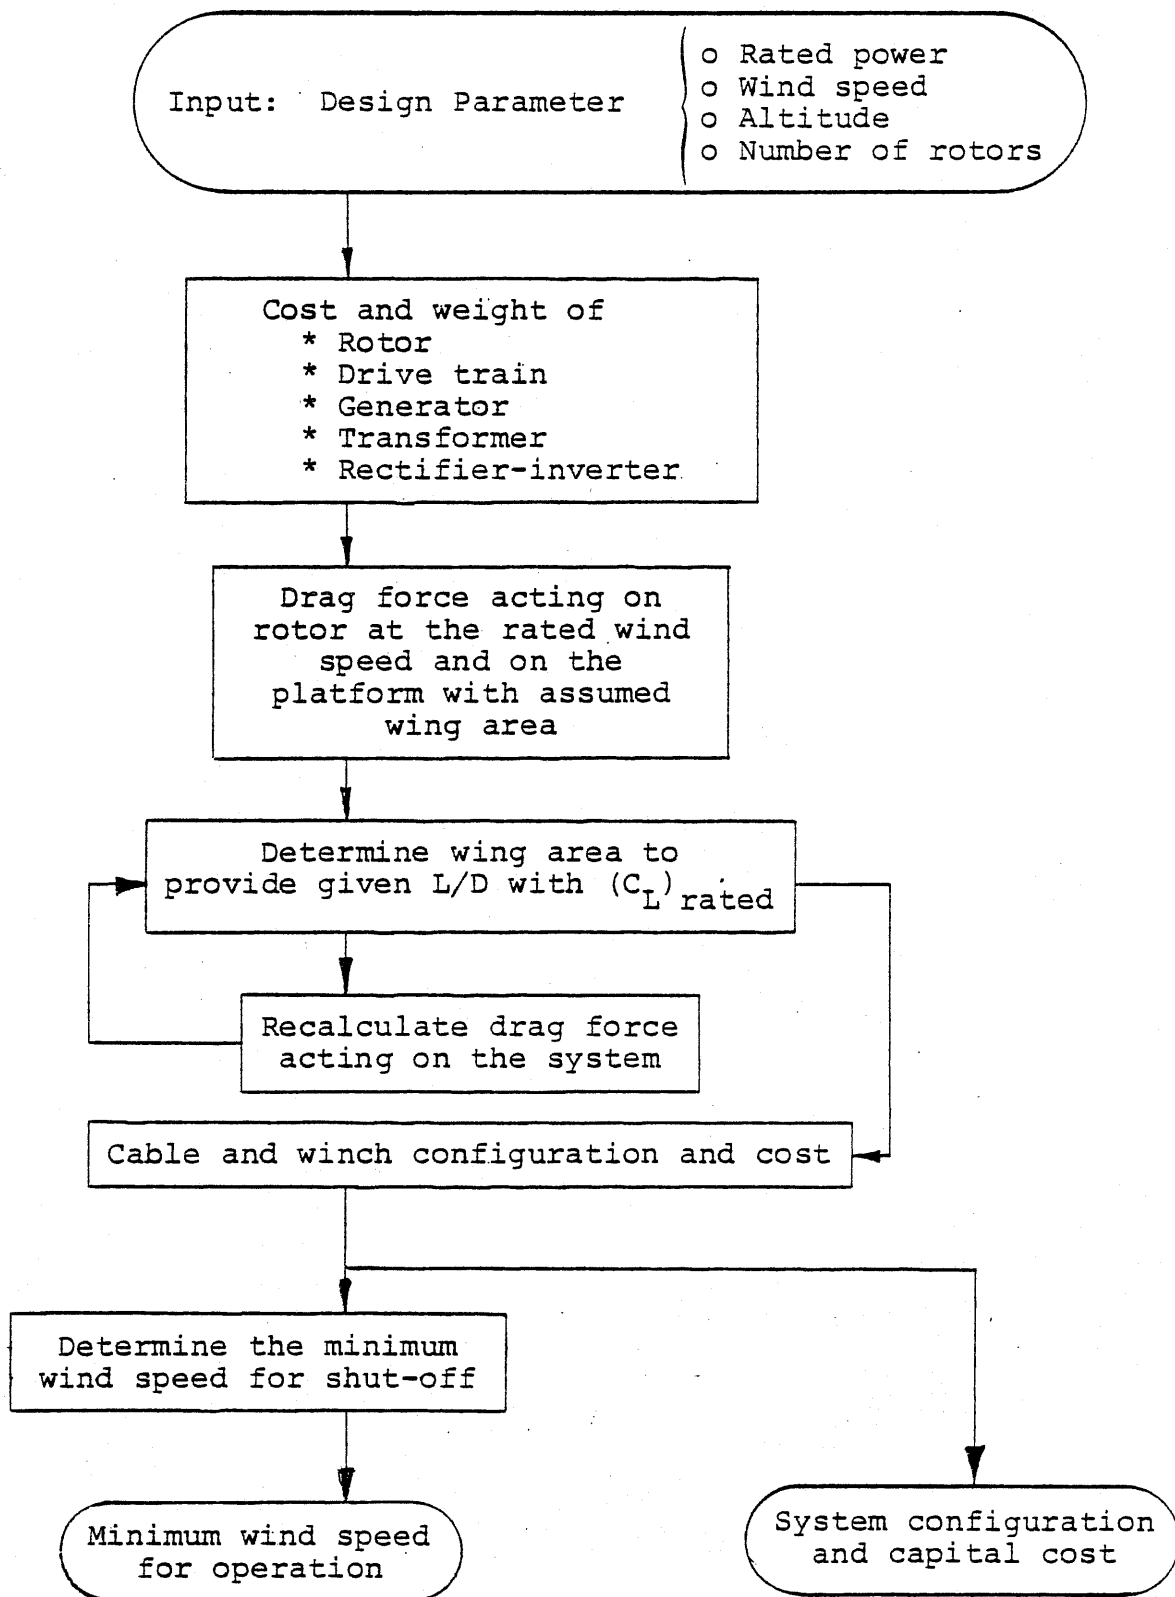 Input: Design Parameter
o Rated power
o Wind speed
o Altitude
o Number of rotors
Cost and weight of
* Rotor
* Drive train
* Generator
* Transformer
* Rectifier-inverter
Drag force acting on
rotor at the rated wind
speed and on the
platform with assumed
wing area
Determine wing area to
provide given L/D with (C_L)_rated
Recalculate drag force
acting on the system
Cable and winch configuration and cost
Determine the minimum
wind speed for shut-off
Minimum wind speed
for operation
System configuration
and capital cost